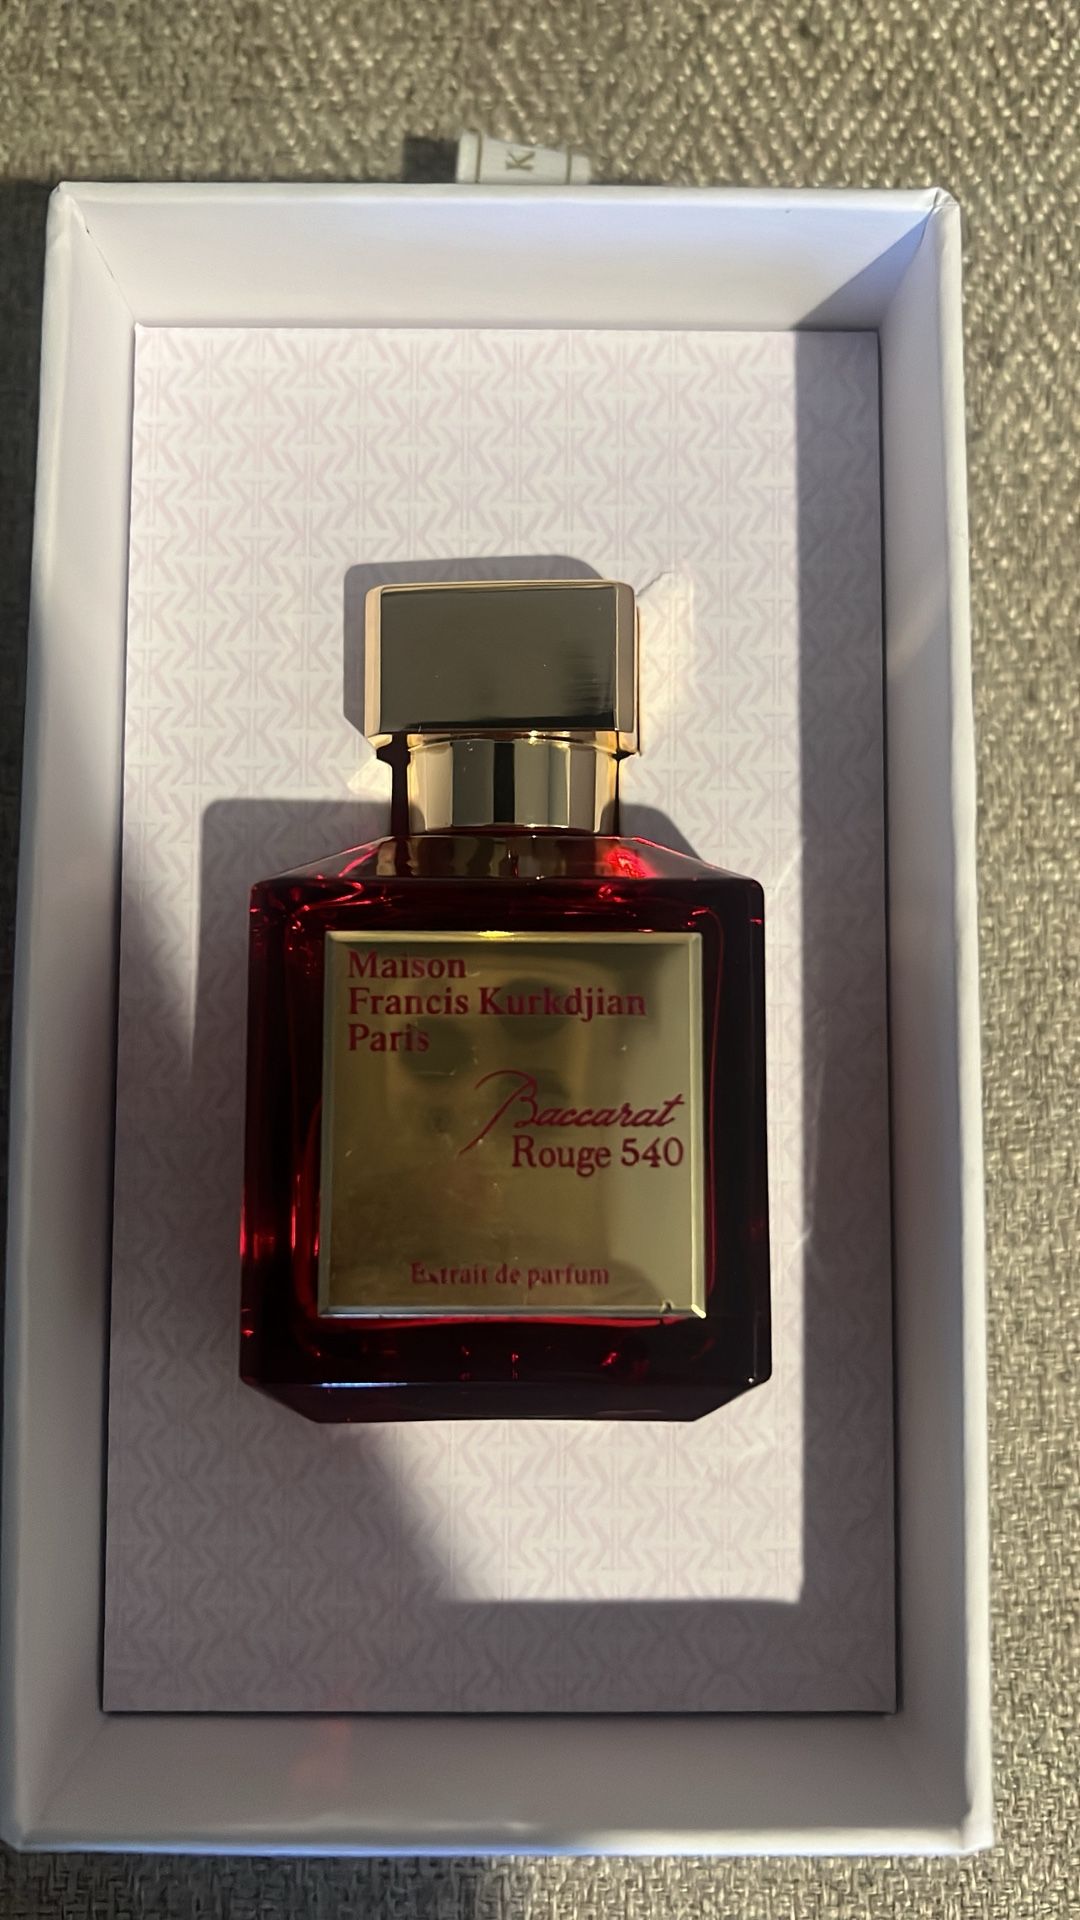 Maison
Francis Kurkdjian
Paris
Baccarat
Rouge 540
Extrait de parfum